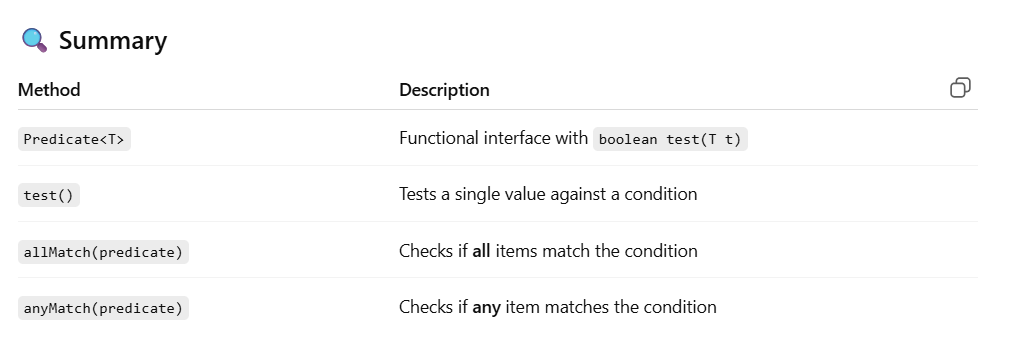 🔍 Summary
Method Description
Predicate<T> Functional interface with boolean test(T t)
test() Tests a single value against a condition
allMatch(predicate) Checks if all items match the condition
anyMatch(predicate) Checks if any item matches the condition